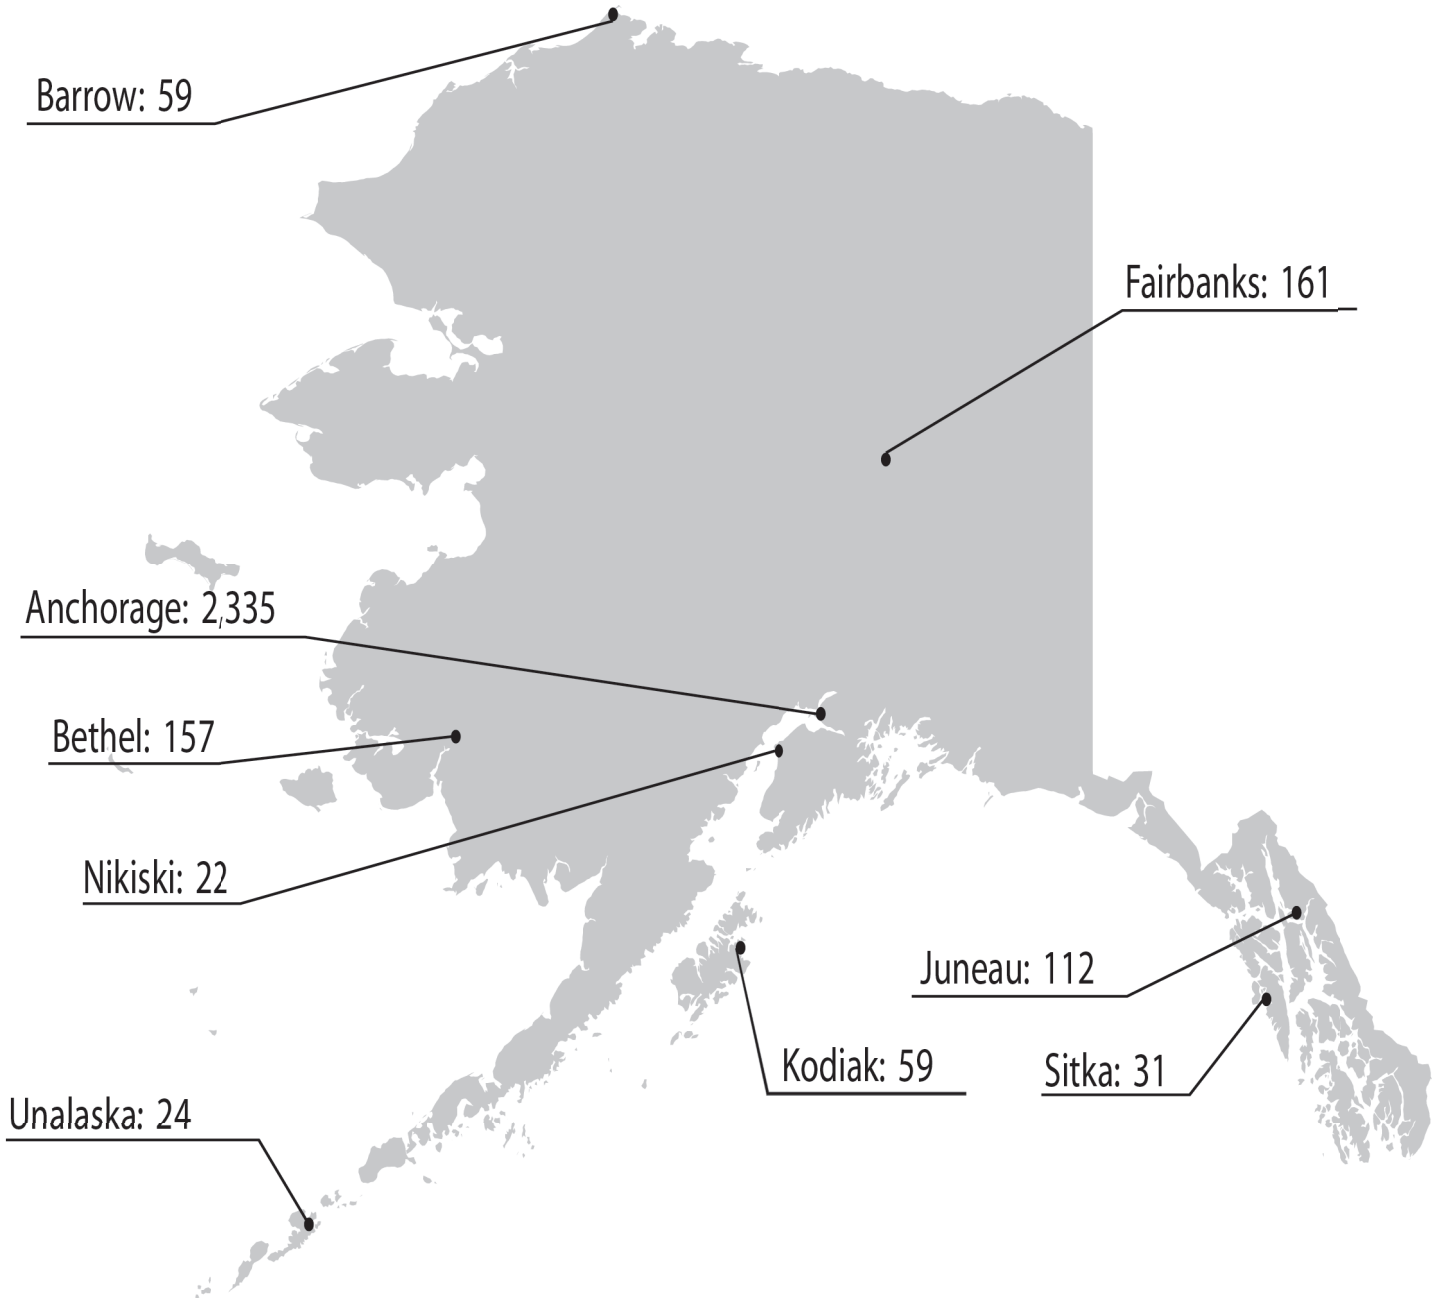 Barrow: 59
Fairbanks: 161
Anchorage: 2,335
Bethel: 157
Nikiski: 22
Juneau: 112
Kodiak: 59
Sitka: 31
Unalaska: 24